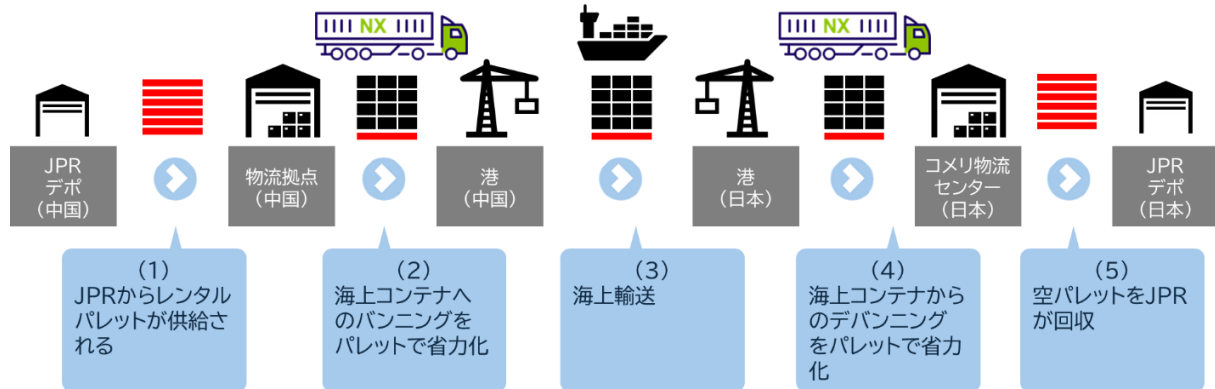 NX
NX
JPR
デポ
(中国)
物流拠点
(中国)
港
(中国)
港
(日本)
コメリ物流
センター
(日本)
JPR
デポ
(日本)
(1)
JPRからレンタル
パレットが供給さ
れる
(2)
海上コンテナへ
のバンニングを
パレットで省力化
(3)
海上輸送
(4)
海上コンテナから
のデバンニング
をパレットで省力
化
(5)
空パレットをJPR
が回収